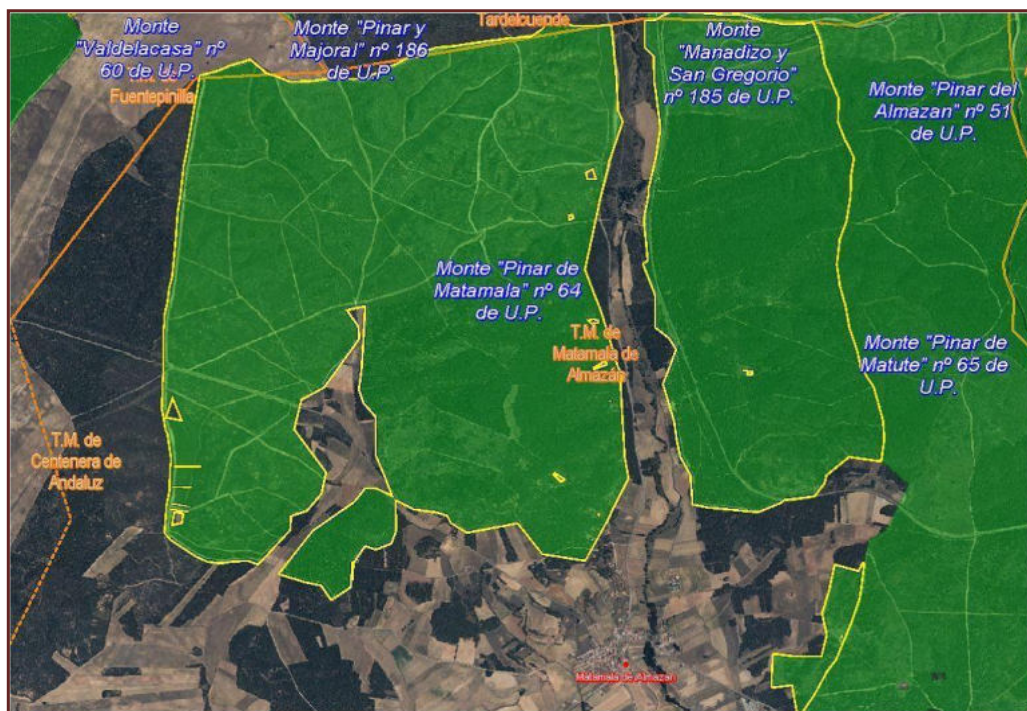 Tardelcuende
Monte
"Valdelacasa" nº
60 de U.P.
Fuentepinilla
Monte "Pinar y
Majoral" nº 186
de U.P.
Monte
"Manadizo y
San Gregorio"
nº 185 de U.P.
Monte "Pinar del
Almazan" nº 51
de U.P.
Monte "Pinar de
Matamala" nº 64
de U.P.
T.M. de
Matamala de
Almazán
Monte "Pinar de
Matute" nº 65 de
U.P.
T.M. de
Centenera de
Andaluz
Matamala de Almazán